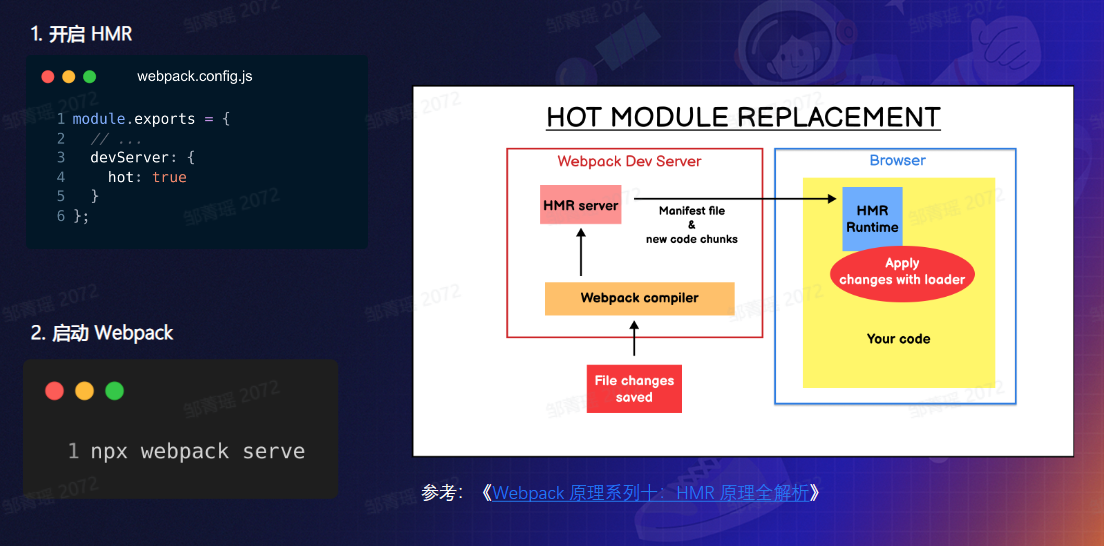 1. 开启 HMR
webpack.config.js
1 module.exports = {
2 // ...
3 devServer: {
4 hot: true
5 }
6 };
2. 启动 Webpack
1 npx webpack serve
HOT MODULE REPLACEMENT
Webpack Dev Server
HMR server
Manifest file
&
new code chunks
Webpack compiler
File changes
saved
Browser
HMR
Runtime
Apply
changes with loader
Your code
参考：《Webpack 原理系列十：HMR 原理全解析》
邹菁瑶 2072